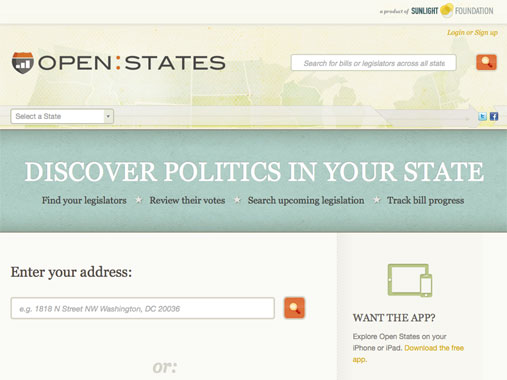 a product of SUNLIGHT FOUNDATION
Login or Sign up
OPEN:STATES
Search for bills or legislators across all state
Select a State
DISCOVER POLITICS IN YOUR STATE
Find your legislators ★ Review their votes ★ Search upcoming legislation ★ Track bill progress
Enter your address:
e.g. 1818 N Street NW Washington, DC 20036
or:
WANT THE APP?
Explore Open States on your
iPhone or iPad. Download the free
app.